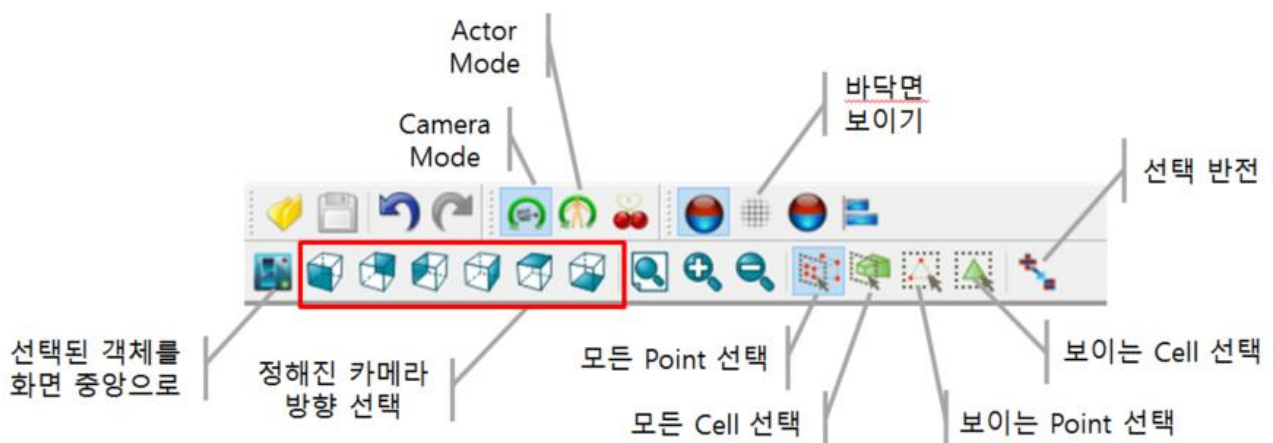 Actor
Mode
Camera
Mode
바닥면
보이기
선택 반전
선택된 객체를
화면 중앙으로
정해진 카메라
방향 선택
모든 Point 선택
모든 Cell 선택
보이는 Point 선택
보이는 Cell 선택